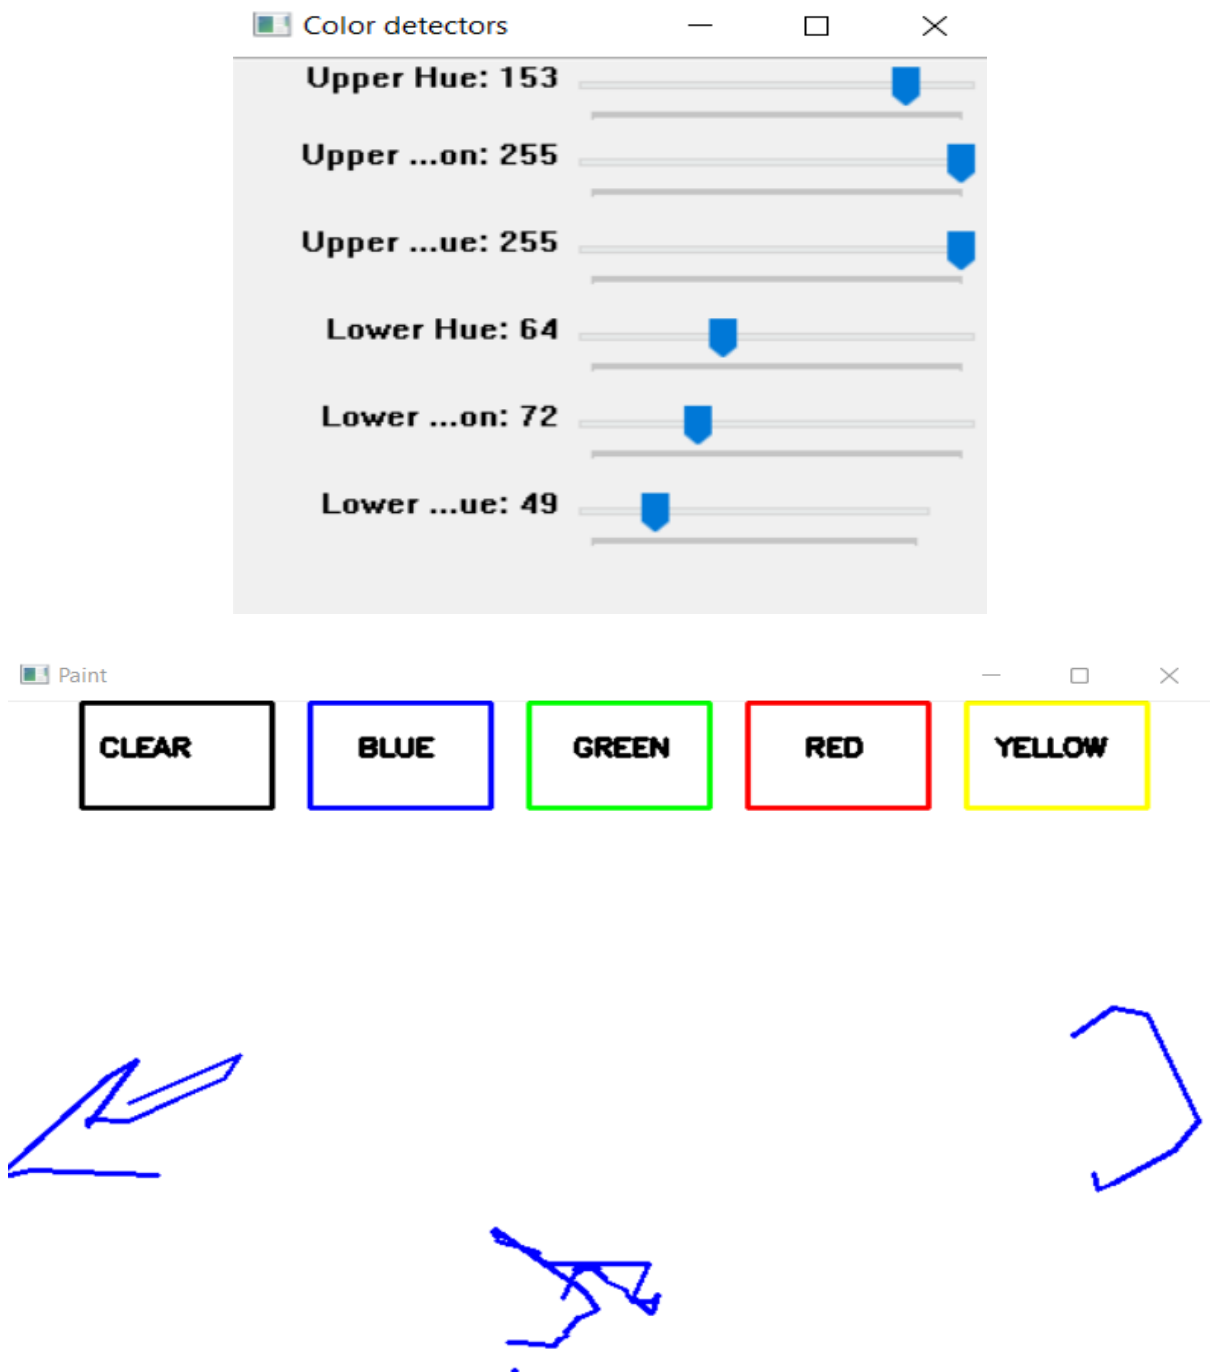 Color detectors
Upper Hue: 153
Upper ...on: 255
Upper ...ue: 255
Lower Hue: 64
Lower ...on: 72
Lower ...ue: 49
Paint
CLEAR BLUE GREEN RED YELLOW